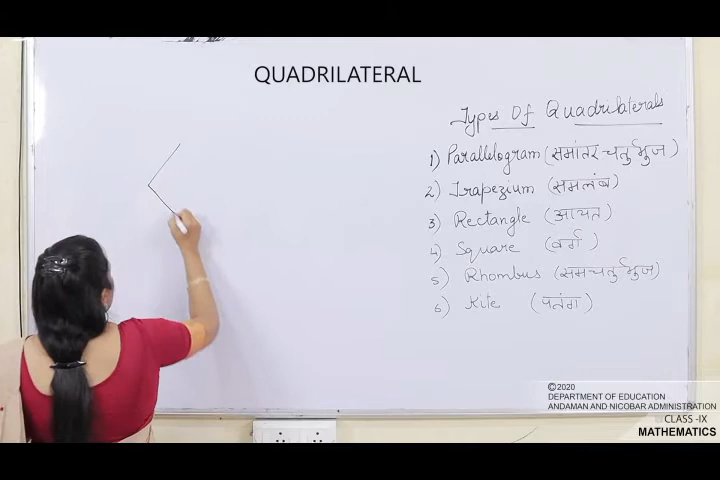 QUADRILATERAL
Types Of Quadrilaterals
1) Parallelogram (समांतर चतुर्भुज)
2) Trapezium (समलंब)
3) Rectangle (आयत)
4) Square (वर्ग)
5) Rhombus (समचतुर्भुज)
6) Kite (पतंग)
©2020
DEPARTMENT OF EDUCATION
ANDAMAN AND NICOBAR ADMINISTRATION
CLASS -IX
MATHEMATICS